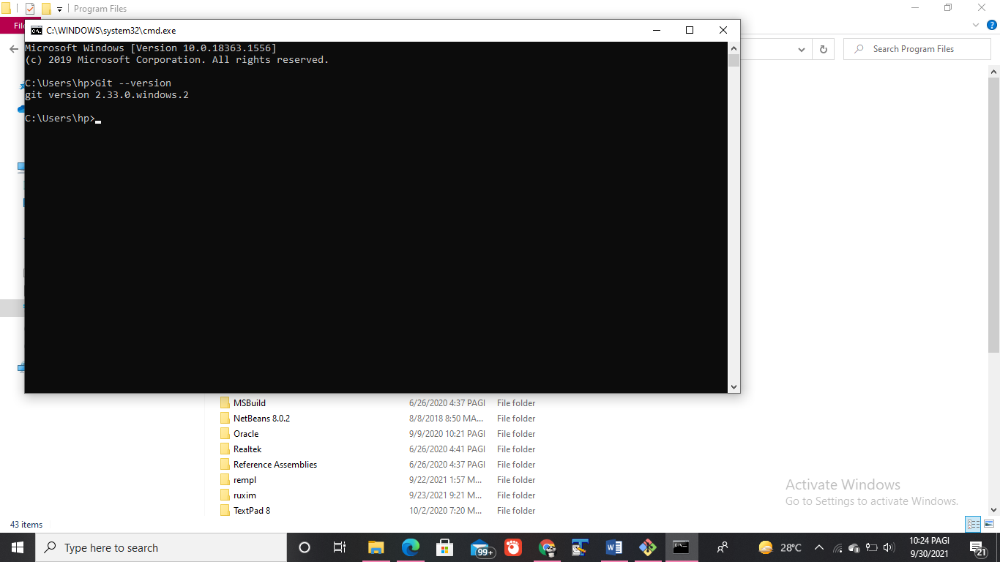 Program Files
File
C:\WINDOWS\system32\cmd.exe
Search Program Files
Microsoft Windows [Version 10.0.18363.1556]
(c) 2019 Microsoft Corporation. All rights reserved.
C:\Users\hp>Git --version
git version 2.33.0.windows.2
C:\Users\hp>
MSBuild 6/26/2020 4:37 PAGI File folder
NetBeans 8.0.2 8/8/2018 8:50 MA... File folder
Oracle 9/9/2020 10:21 PAGI File folder
Realtek 6/26/2020 4:41 PAGI File folder
Reference Assemblies 6/26/2020 4:37 PAGI File folder
rempl 9/22/2021 1:57 M... File folder
ruxim 9/23/2021 9:21 M... File folder
TextPad 8 10/2/2020 7:20 M... File folder
Activate Windows
Go to Settings to activate Windows.
43 items
Type here to search
99+
28°C
10:24 PAGI
9/30/2021
21